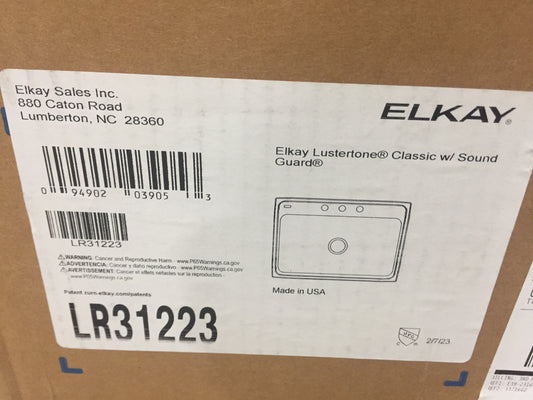 Elkay Sales Inc.
880 Caton Road
Lumberton, NC 28360
ELKAY®
Elkay Lustertone® Classic w/ Sound
Guard®
0 94902 03905 3
LR31223
WARNING: Cancer and Reproductive Harm - www.P65Warnings.ca.gov
ADVERTENCIA: Cáncer y daño reproductivo - www.P65Warnings.ca.gov
AVERTISSEMENT: Cancer et effets néfastes sur la reproduction -
www.P65Warnings.ca.gov
Made in USA
Patent zurn.elkay.com/patents
LR31223
UPC
2/7/23